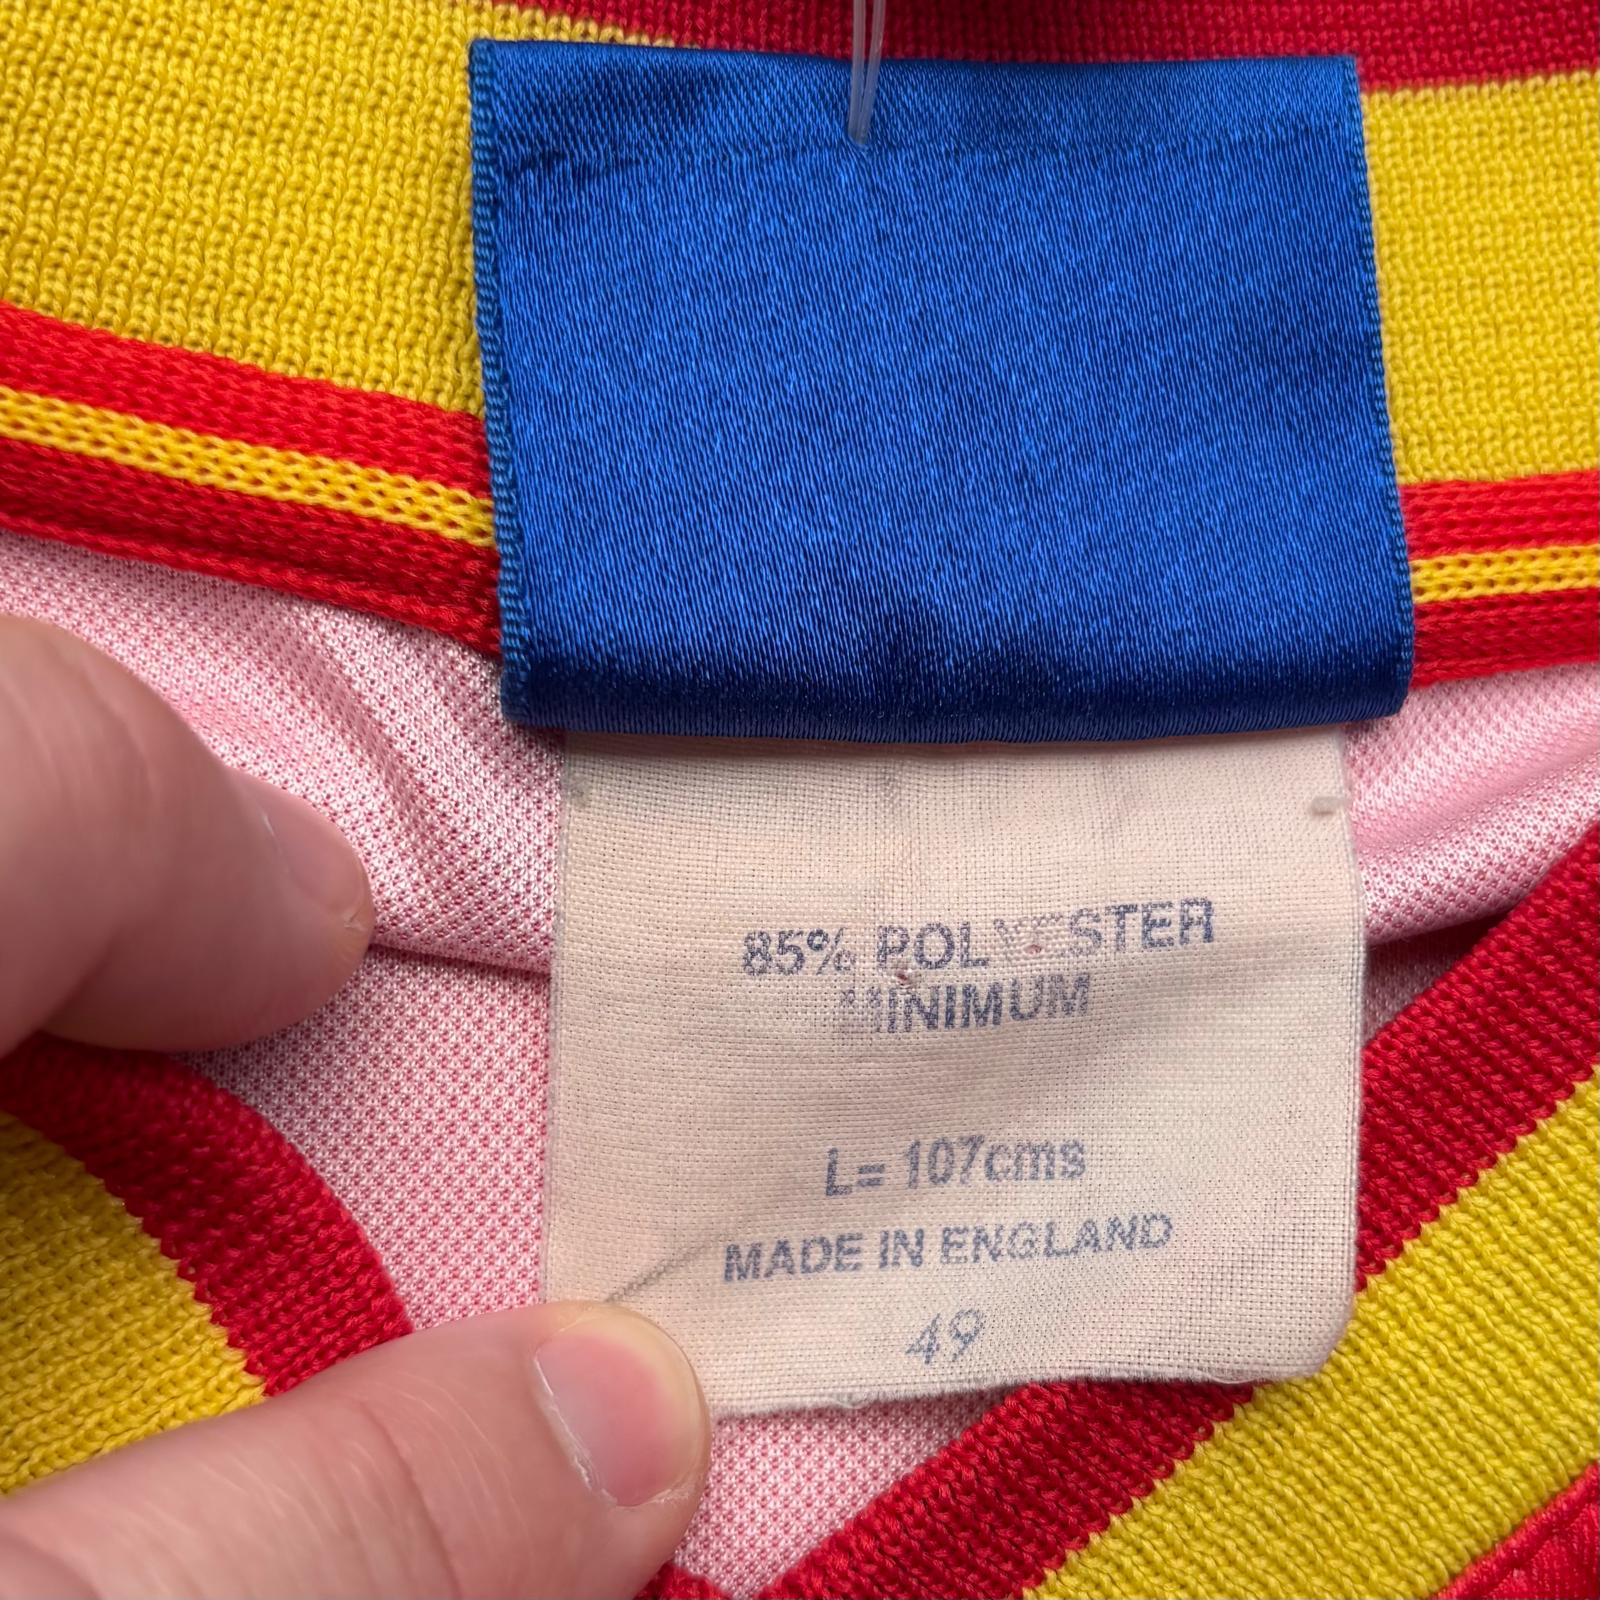 85% POLYESTER
MINIMUM
L= 107cms
MADE IN ENGLAND
49